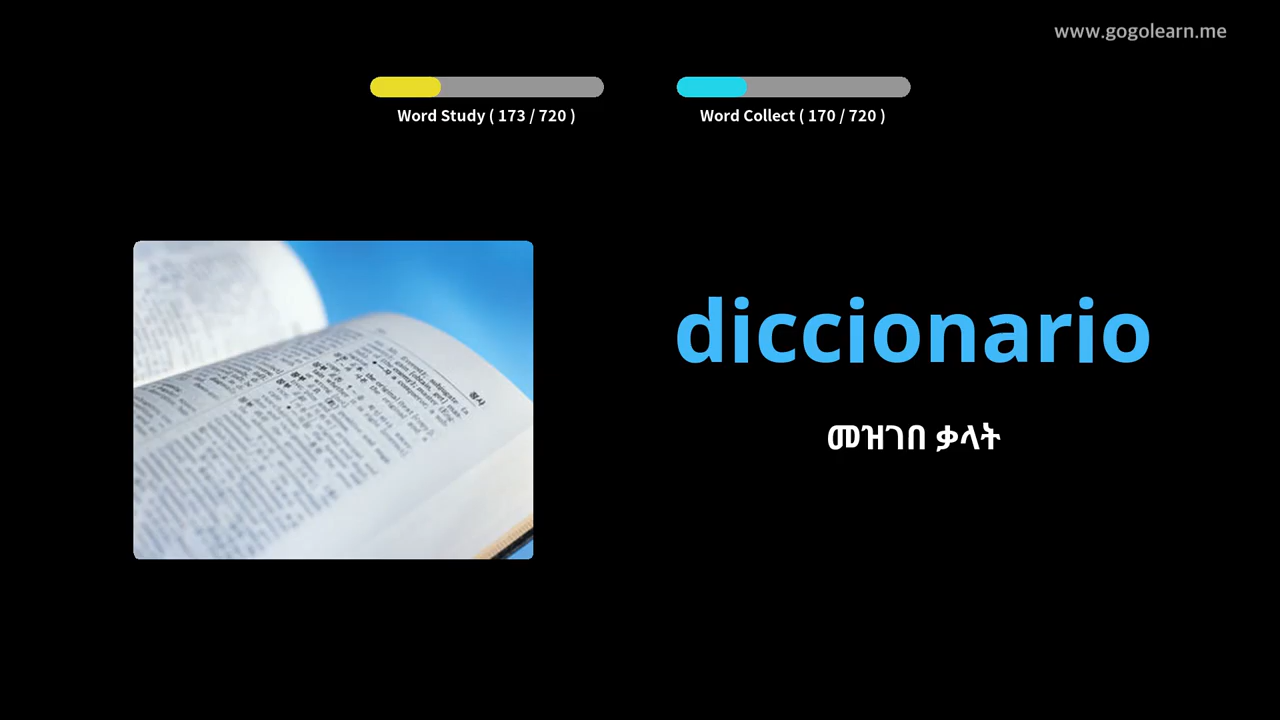 www.gogolearn.me
Word Study ( 173 / 720 )
Word Collect ( 170 / 720 )
diccionario
መዝገበ ቃላት